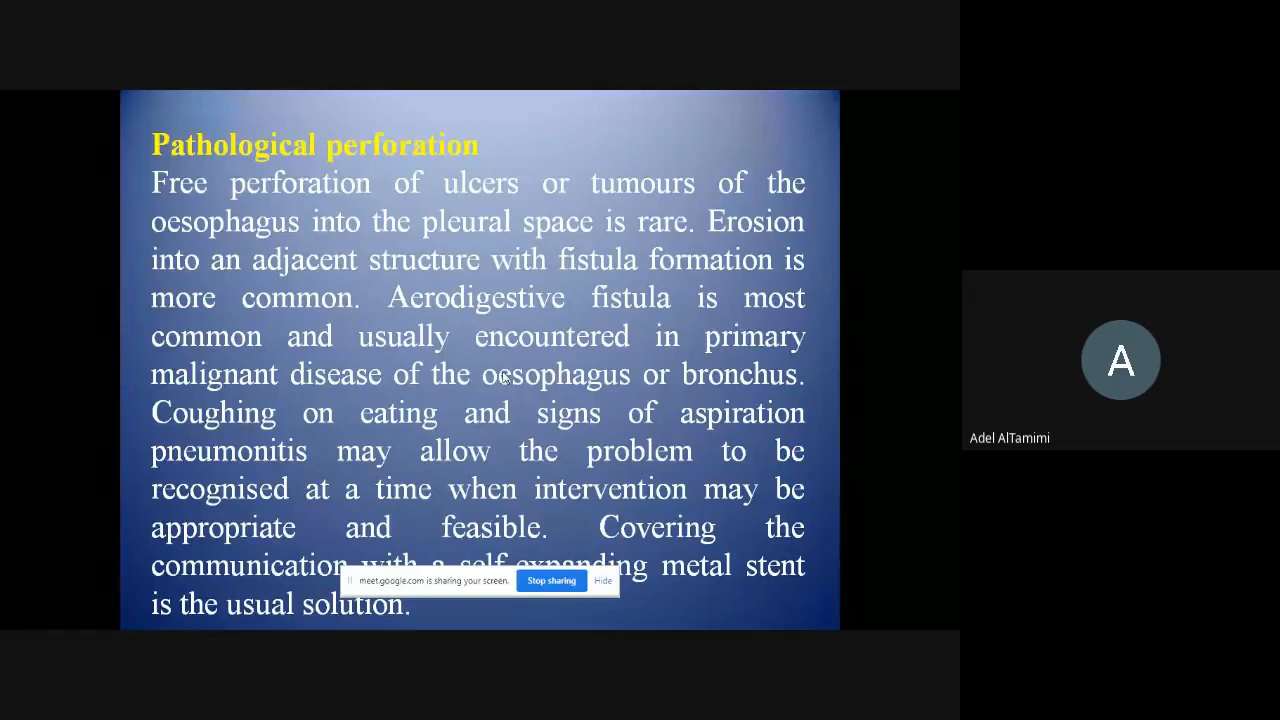 Pathological perforation
Free perforation of ulcers or tumours of the
oesophagus into the pleural space is rare. Erosion
into an adjacent structure with fistula formation is
more common. Aerodigestive fistula is most
common and usually encountered in primary
malignant disease of the oesophagus or bronchus.
Coughing on eating and signs of aspiration
pneumonitis may allow the problem to be
recognised at a time when intervention may be
appropriate and feasible. Covering the
communication with a self expanding metal stent
meet.google.com is sharing your screen. Stop sharing Hide
is the usual solution.
A
Adel AlTamimi